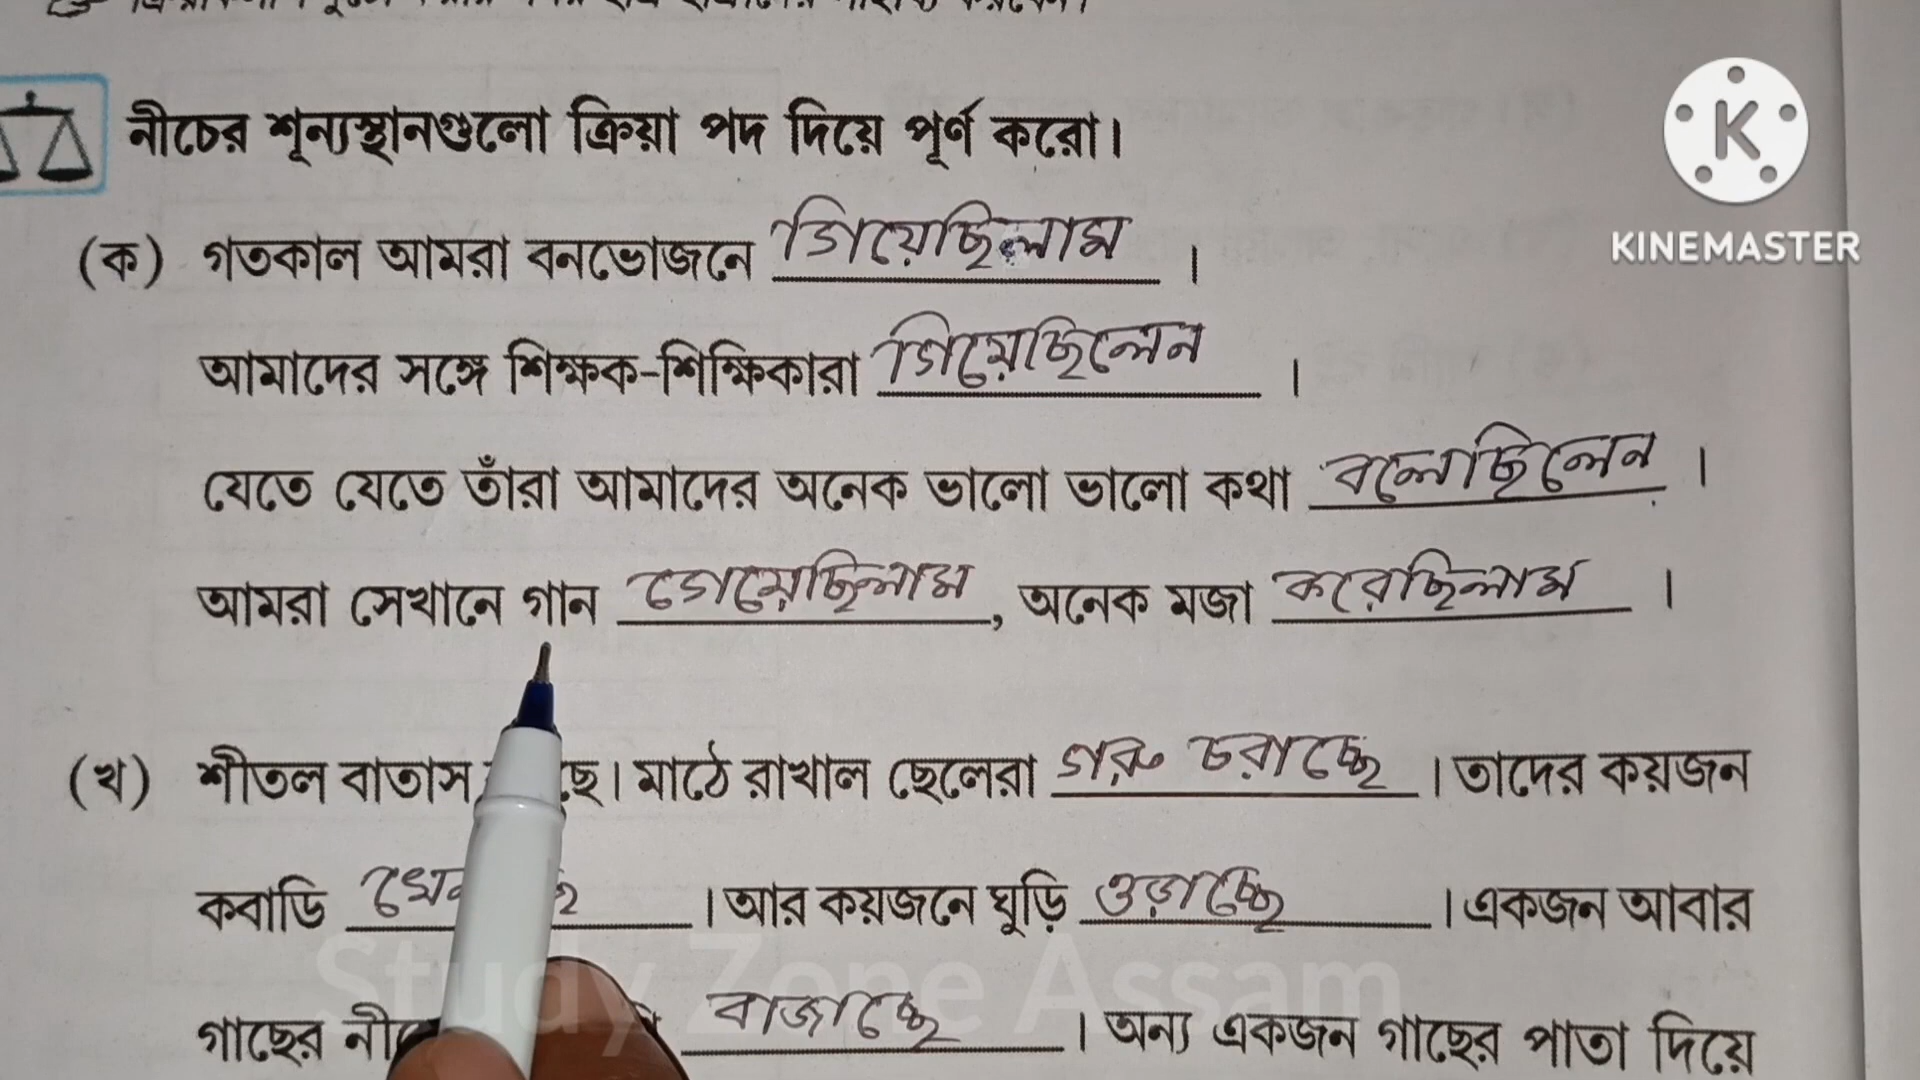 নীচের শূন্যস্থানগুলো ক্রিয়া পদ দিয়ে পূর্ণ করো।
KINEMASTER
(ক) গতকাল আমরা বনভোজনে গিয়েছিলাম ।
আমাদের সঙ্গে শিক্ষক-শিক্ষিকারা গিয়েছিলেন ।
যেতে যেতে তাঁরা আমাদের অনেক ভালো ভালো কথা বলেছিলেন ।
আমরা সেখানে গান গেয়েছিলাম, অনেক মজা করেছিলাম ।
(খ) শীতল বাতাস । মাঠে রাখাল ছেলেরা গরু চরাচ্ছে । তাদের কয়জন
কবাডি । আর কয়জনে ঘুড়ি ওড়াচ্ছে । একজন আবার
Study Zone Assam
গাছের বাজাচ্ছে । অন্য একজন গাছের পাতা দিয়ে